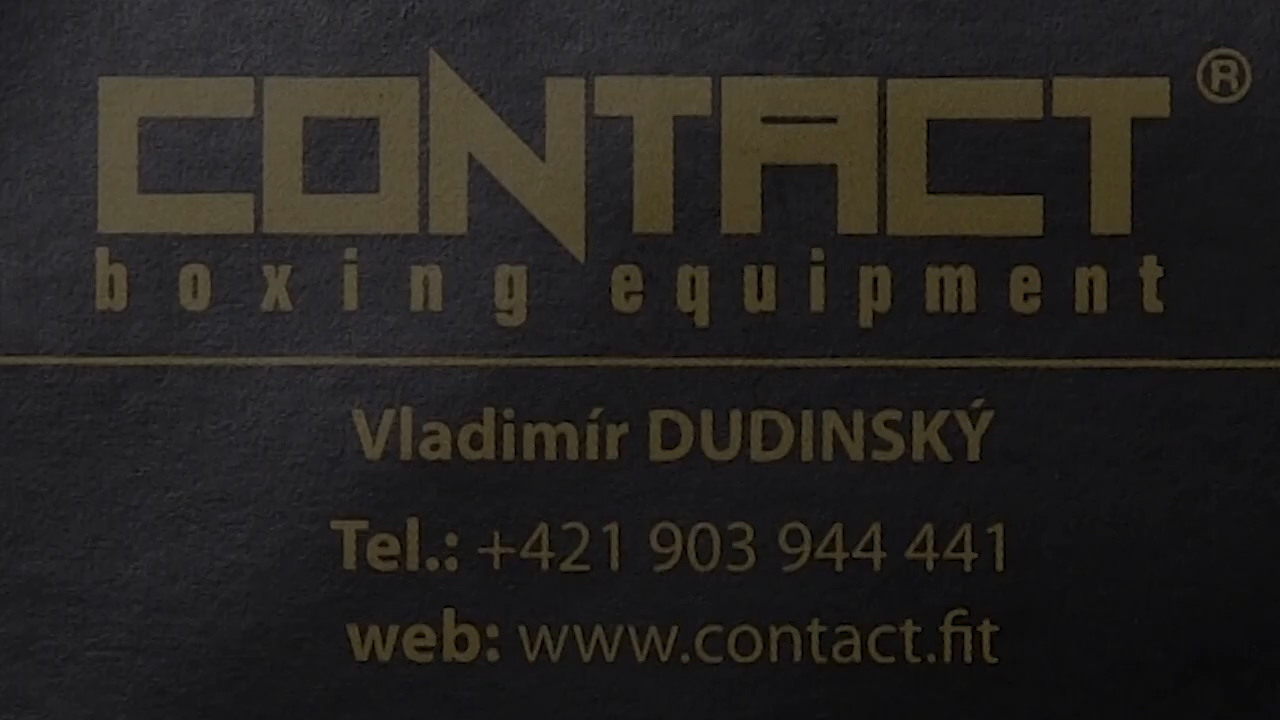 CONTACT®
boxing equipment
Vladimír DUDINSKÝ
Tel.: +421 903 944 441
web: www.contact.fit